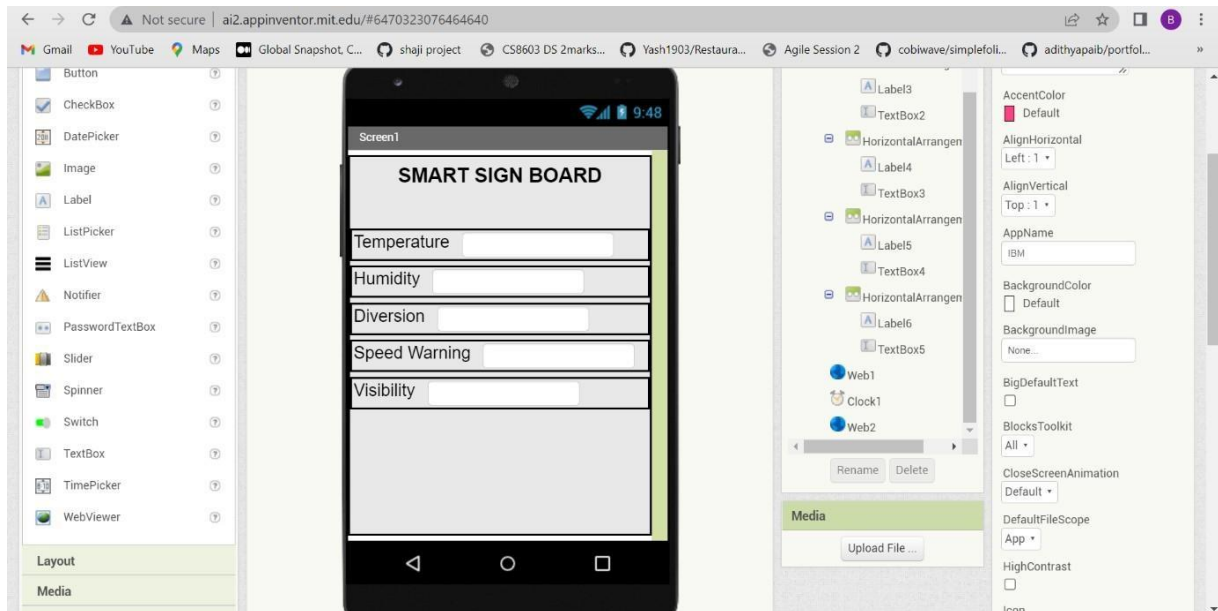 Not secure | ai2.appinventor.mit.edu/#6470323076464640
B
Gmail YouTube Maps Global Snapshot, C... shaji project CS8603 DS 2marks... Yash1903/Restaura... Agile Session 2 cobiwave/simplefoli... adithyapaib/portfol... »
Button
CheckBox
DatePicker
Image
Label
ListPicker
ListView
Notifier
PasswordTextBox
Slider
Spinner
Switch
TextBox
TimePicker
WebViewer
Layout
Media
9:48
Screen1
SMART SIGN BOARD
Temperature
Humidity
Diversion
Speed Warning
Visibility
Label3
TextBox2
HorizontalArrangen
Label4
TextBox3
HorizontalArrangen
Label5
TextBox4
HorizontalArrangen
Label6
TextBox5
Web1
Clock1
Web2
Rename Delete
Media
Upload File ...
AccentColor
Default
AlignHorizontal
Left : 1
AlignVertical
Top : 1
AppName
IBM
BackgroundColor
Default
BackgroundImage
None...
BigDefaultText
BlocksToolkit
All
CloseScreenAnimation
Default
DefaultFileScope
App
HighContrast